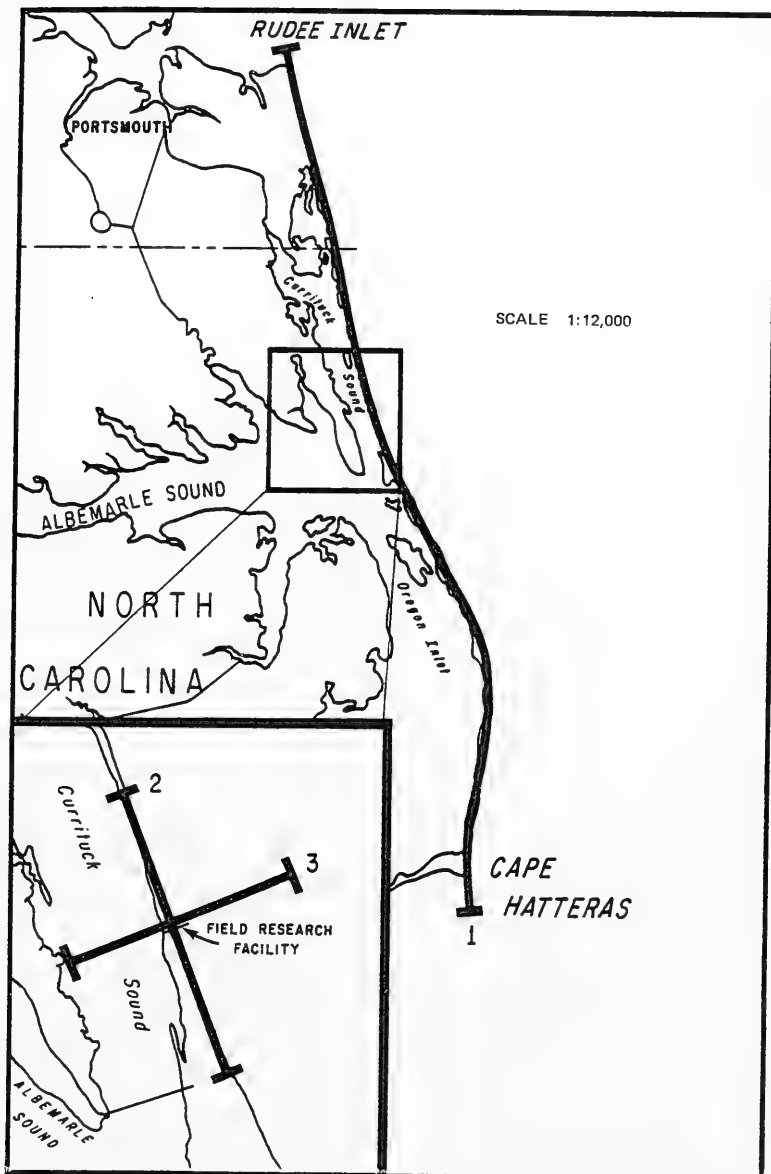 RUDEE INLET
PORTSMOUTH
Currituck
Sound
SCALE 1:12,000
ALBEMARLE SOUND
NORTH
CAROLINA
Oregon Inlet
2
Currituck
3
FIELD RESEARCH
FACILITY
Sound
ALBEMARLE
SOUND
CAPE
HATTERAS
1